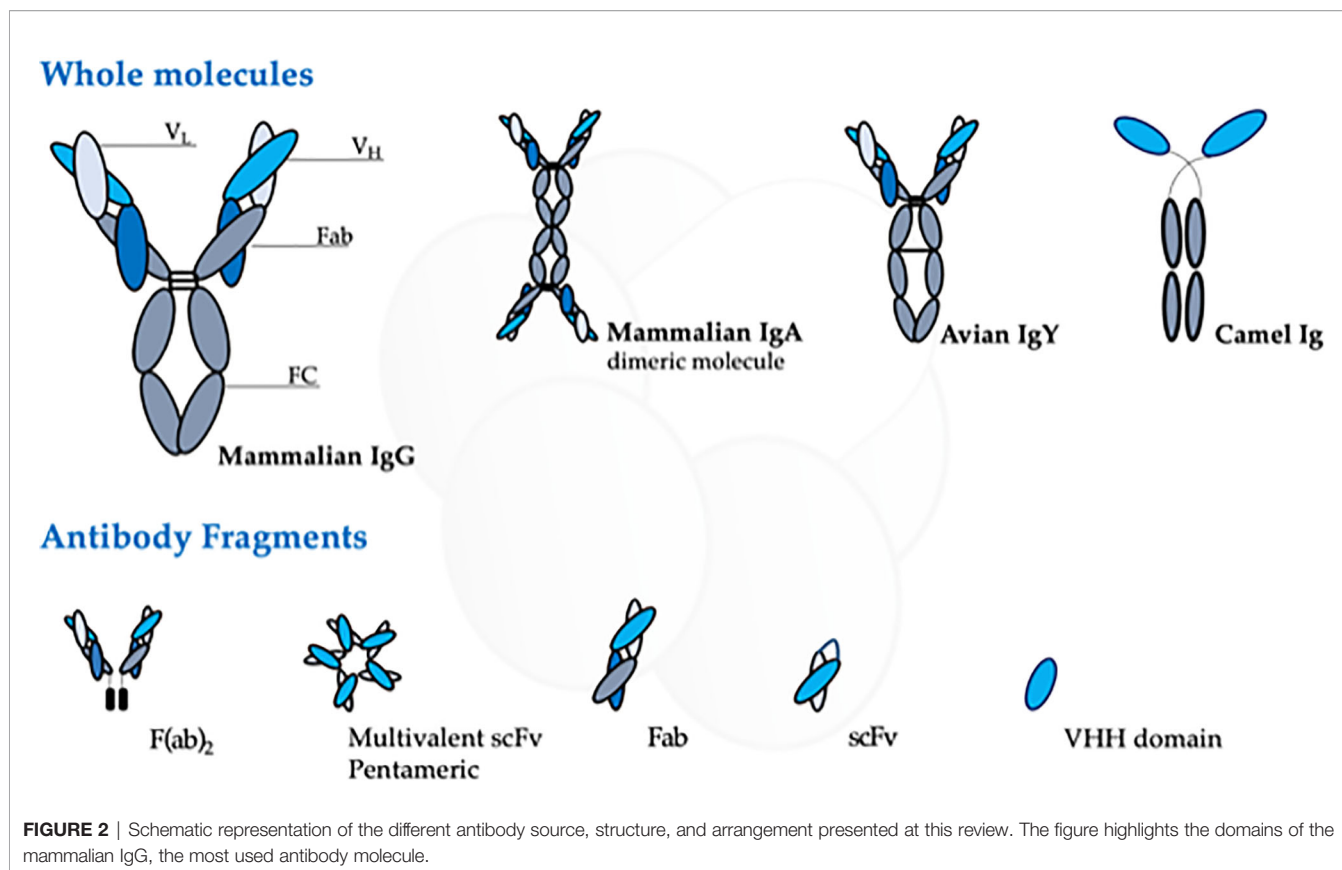 Whole molecules
V_L
V_H
Fab
FC
Mammalian IgG
Mammalian IgA
dimeric molecule
Avian IgY
Camel Ig
Antibody Fragments
F(ab)₂
Multivalent scFv
Pentameric
Fab
scFv
VHH domain
FIGURE 2 | Schematic representation of the different antibody source, structure, and arrangement presented at this review. The figure highlights the domains of the
mammalian IgG, the most used antibody molecule.